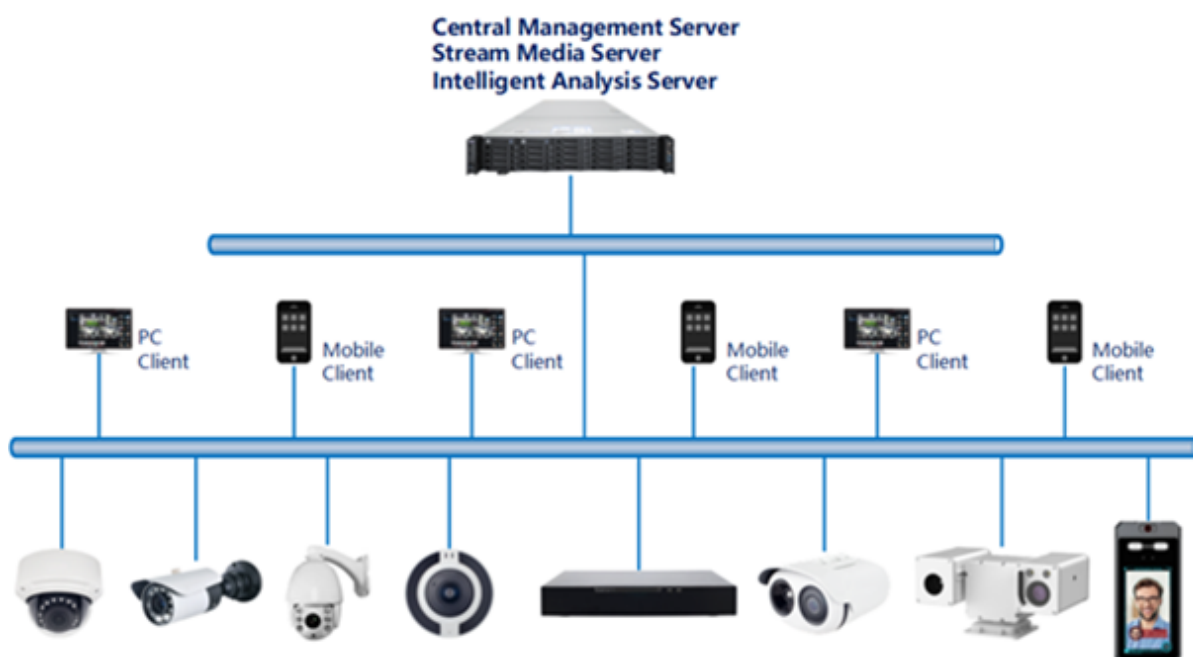 Central Management Server
Stream Media Server
Intelligent Analysis Server
PC
Client
Mobile
Client
PC
Client
Mobile
Client
PC
Client
Mobile
Client